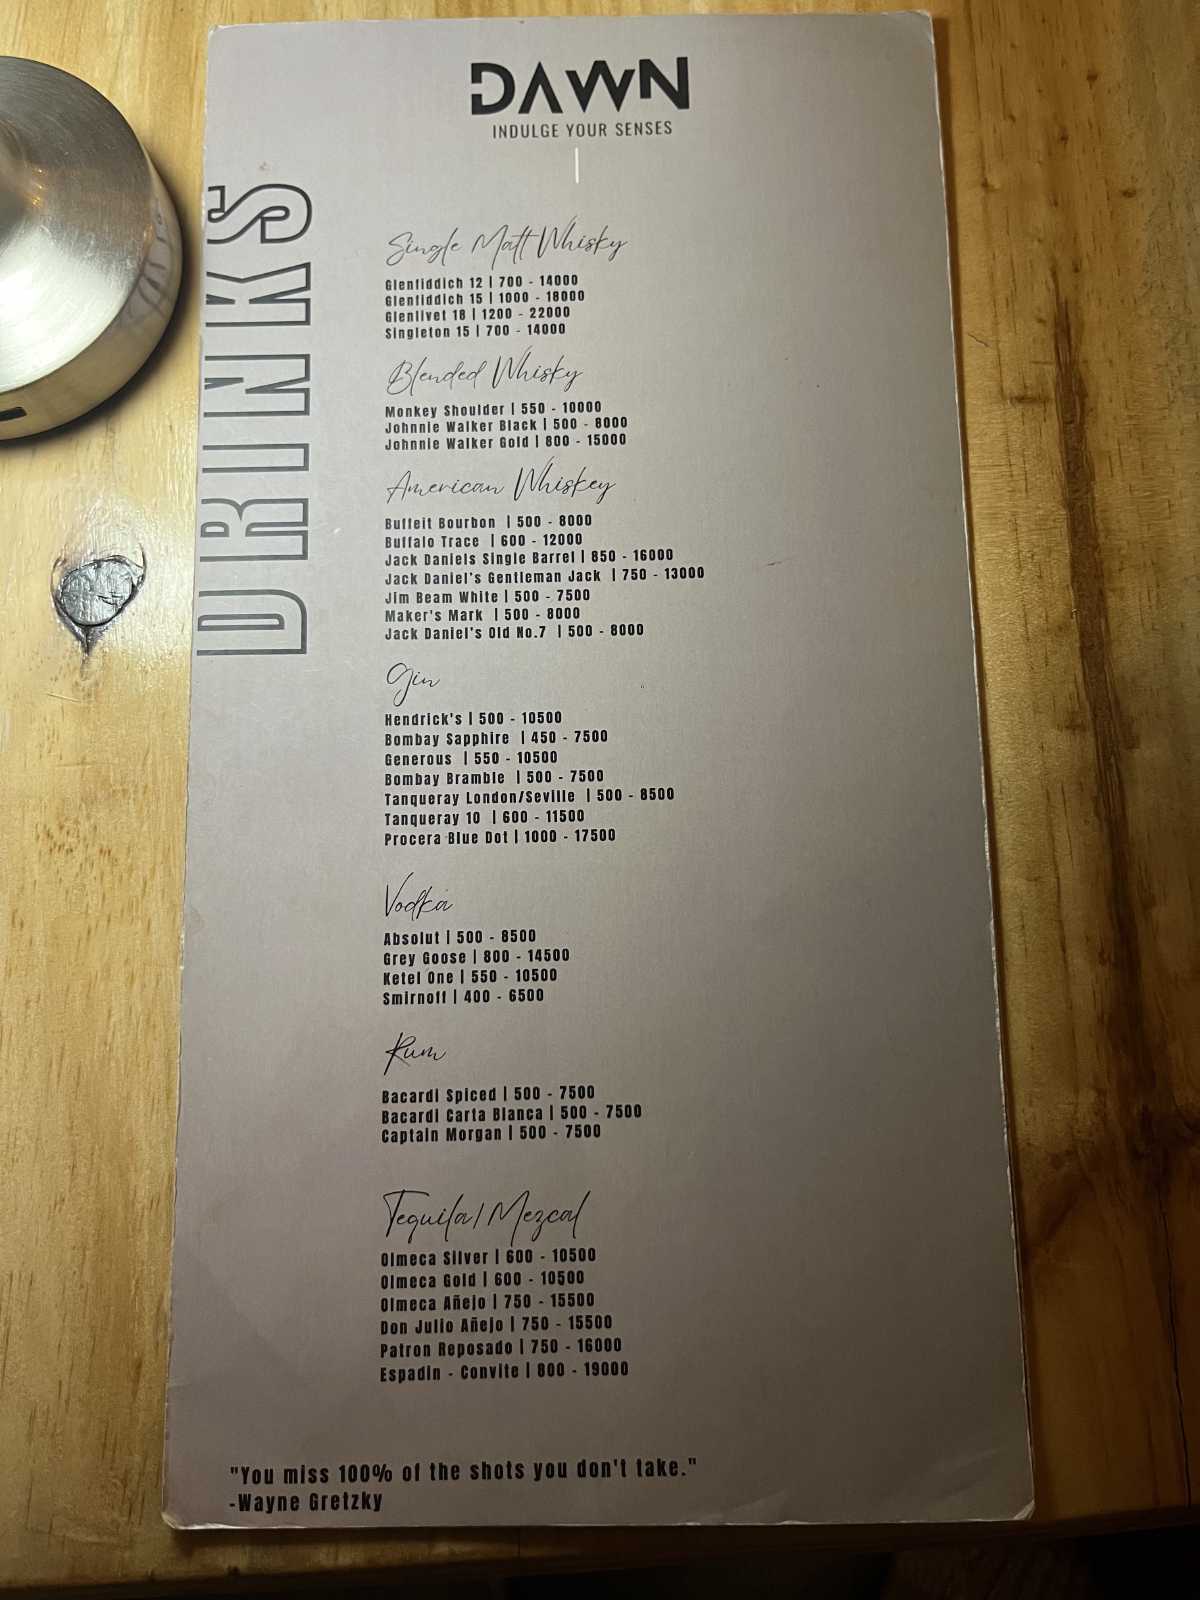 DAWN
INDULGE YOUR SENSES
DRINKS
Single Malt Whisky
Glenfiddich 12 | 700 - 14000
Glenfiddich 15 | 1000 - 18000
Glenlivet 18 | 1200 - 22000
Singleton 15 | 700 - 14000
Blended Whisky
Monkey Shoulder | 550 - 10000
Johnnie Walker Black | 500 - 8000
Johnnie Walker Gold | 800 - 15000
American Whiskey
Buffeit Bourbon | 500 - 8000
Buffalo Trace | 600 - 12000
Jack Daniels Single Barrel | 850 - 16000
Jack Daniel's Gentleman Jack | 750 - 13000
Jim Beam White | 500 - 7500
Maker's Mark | 500 - 8000
Jack Daniel's Old No.7 | 500 - 8000
Gin
Hendrick's | 500 - 10500
Bombay Sapphire | 450 - 7500
Generous | 550 - 10500
Bombay Bramble | 500 - 7500
Tanqueray London/Seville | 500 - 8500
Tanqueray 10 | 600 - 11500
Procera Blue Dot | 1000 - 17500
Vodka
Absolut | 500 - 8500
Grey Goose | 800 - 14500
Ketel One | 550 - 10500
Smirnoff | 400 - 6500
Rum
Bacardi Spiced | 500 - 7500
Bacardi Carta Blanca | 500 - 7500
Captain Morgan | 500 - 7500
Tequila/Mezcal
Olmeca Silver | 600 - 10500
Olmeca Gold | 600 - 10500
Olmeca Añejo | 750 - 15500
Don Julio Añejo | 750 - 15500
Patron Reposado | 750 - 16000
Espadin - Convite | 800 - 19000
"You miss 100% of the shots you don't take."
-Wayne Gretzky